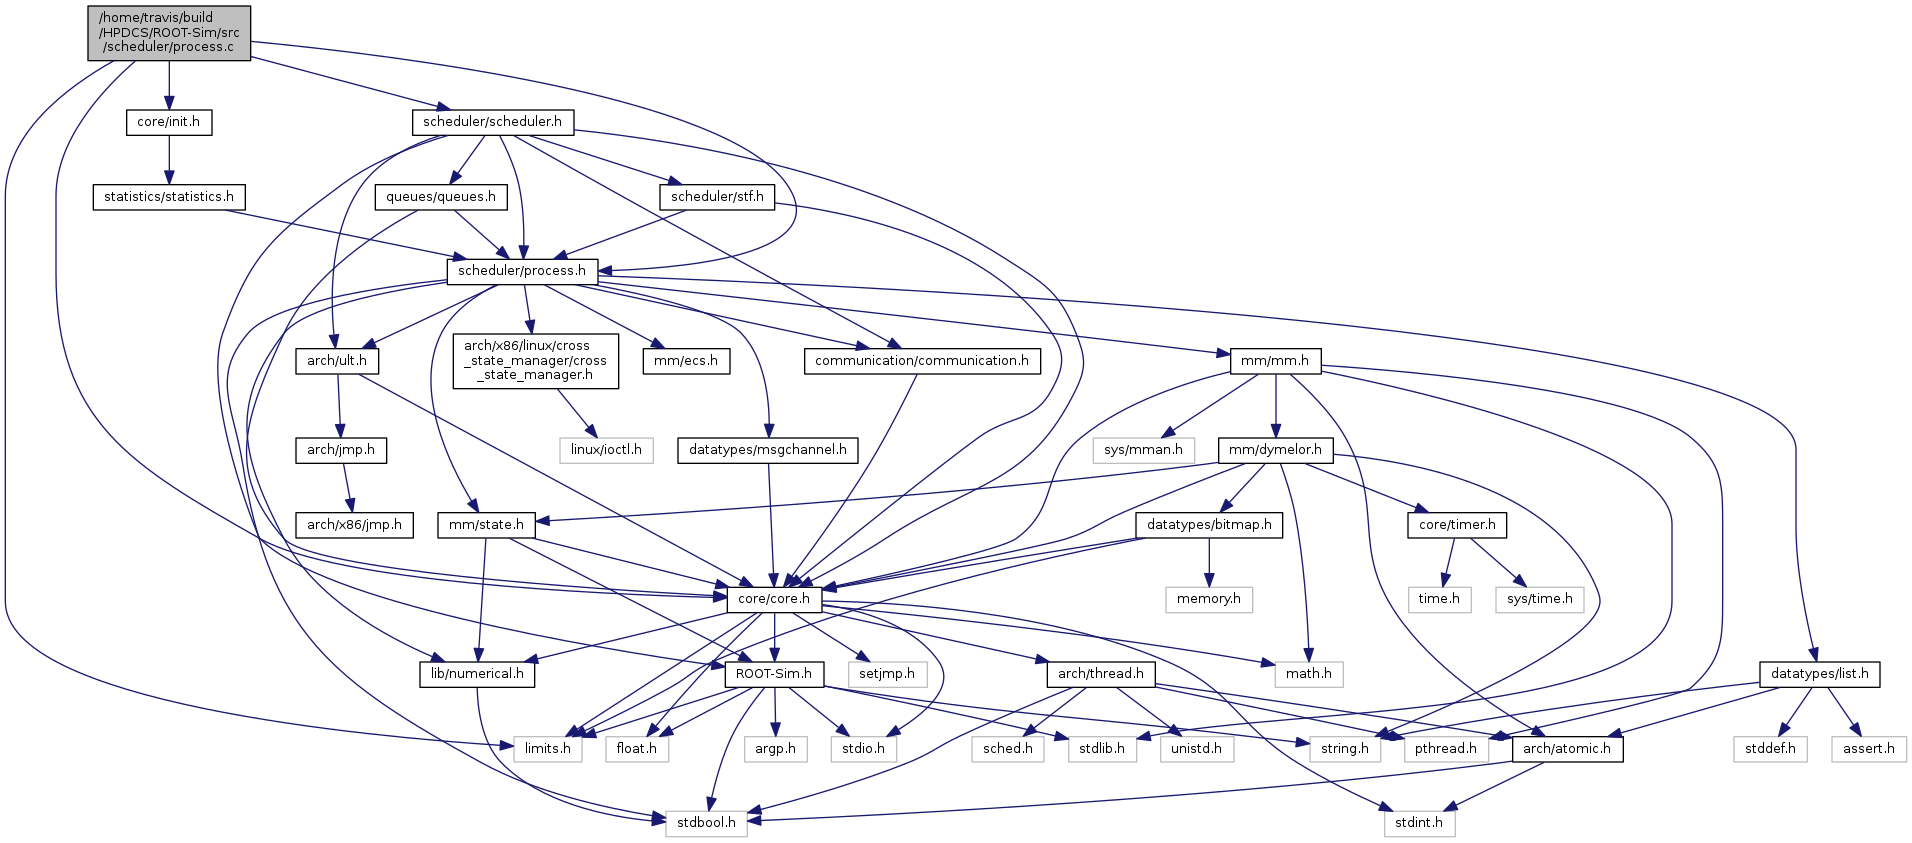 /home/travis/build
/HPDCS/ROOT-Sim/src
/scheduler/process.c
core/init.h
scheduler/scheduler.h
statistics/statistics.h
queues/queues.h
scheduler/stf.h
scheduler/process.h
arch/ult.h
arch/x86/linux/cross
_state_manager/cross
_state_manager.h
mm/ecs.h
communication/communication.h
mm/mm.h
arch/jmp.h
linux/ioctl.h
datatypes/msgchannel.h
sys/mman.h
mm/dymelor.h
arch/x86/jmp.h
mm/state.h
datatypes/bitmap.h
core/timer.h
core/core.h
memory.h
time.h
sys/time.h
lib/numerical.h
ROOT-Sim.h
setjmp.h
arch/thread.h
math.h
datatypes/list.h
limits.h
float.h
argp.h
stdio.h
sched.h
stdlib.h
unistd.h
string.h
pthread.h
arch/atomic.h
stddef.h
assert.h
stdbool.h
stdint.h